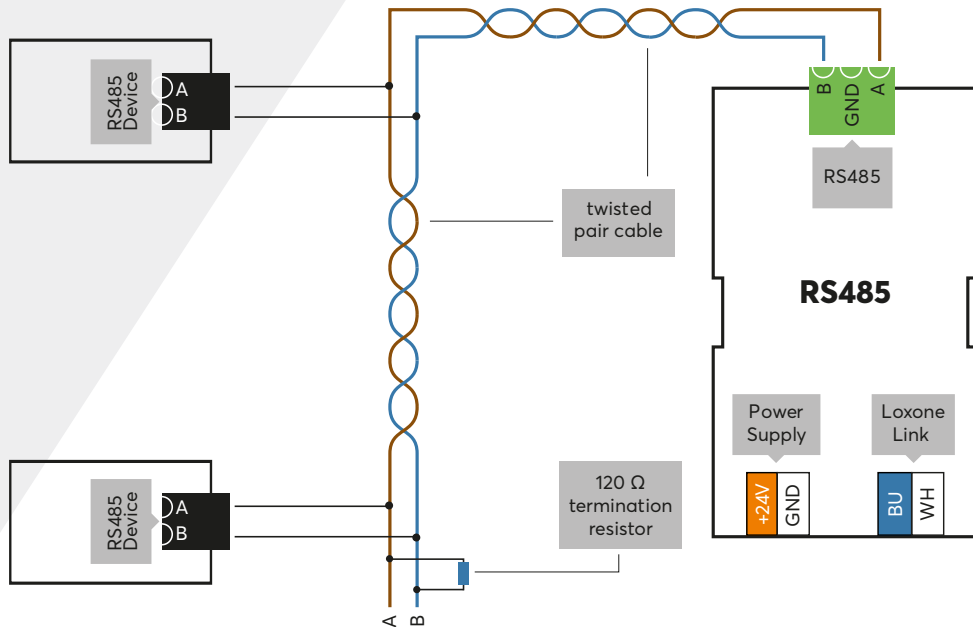 RS485
Device
A
B
B
GND
A
RS485
twisted
pair cable
RS485
Power
Supply
Loxone
Link
+24V
GND
BU
WH
RS485
Device
A
B
120 Ω
termination
resistor
A
B